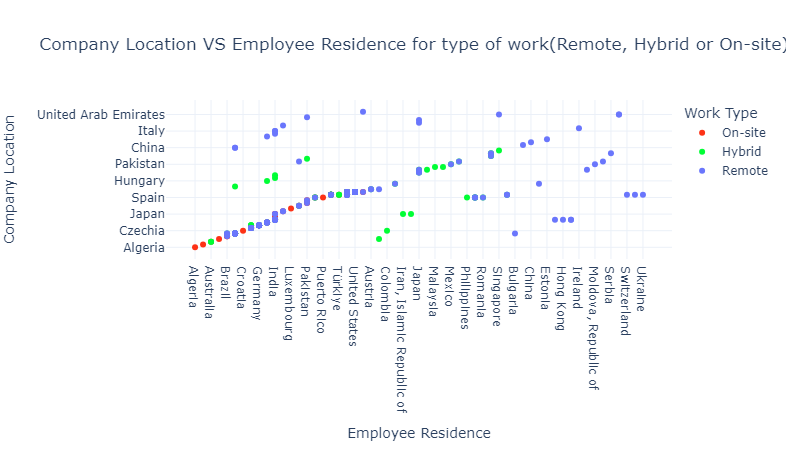 Company Location VS Employee Residence for type of work(Remote, Hybrid or On-site)
Company Location
United Arab Emirates
Italy
China
Pakistan
Hungary
Spain
Japan
Czechia
Algeria
Work Type
On-site
Hybrid
Remote
Algeria
Australia
Brazil
Croatia
Germany
India
Luxembourg
Pakistan
Puerto Rico
Türkiye
United States
Austria
Colombia
Iran, Islamic Republic of
Japan
Malaysia
Mexico
Philippines
Romania
Singapore
Bulgaria
China
Estonia
Hong Kong
Ireland
Moldova, Republic of
Serbia
Switzerland
Ukraine
Employee Residence